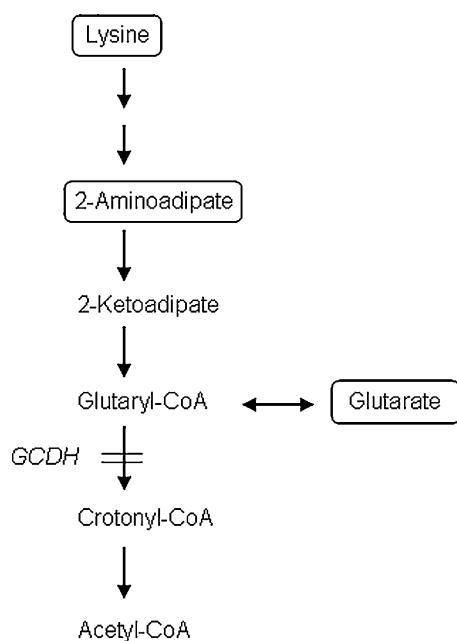 Lysine
2-Aminoadipate
2-Ketoadipate
Glutaryl-CoA
Glutarate
GCDH
Crotonyl-CoA
Acetyl-CoA